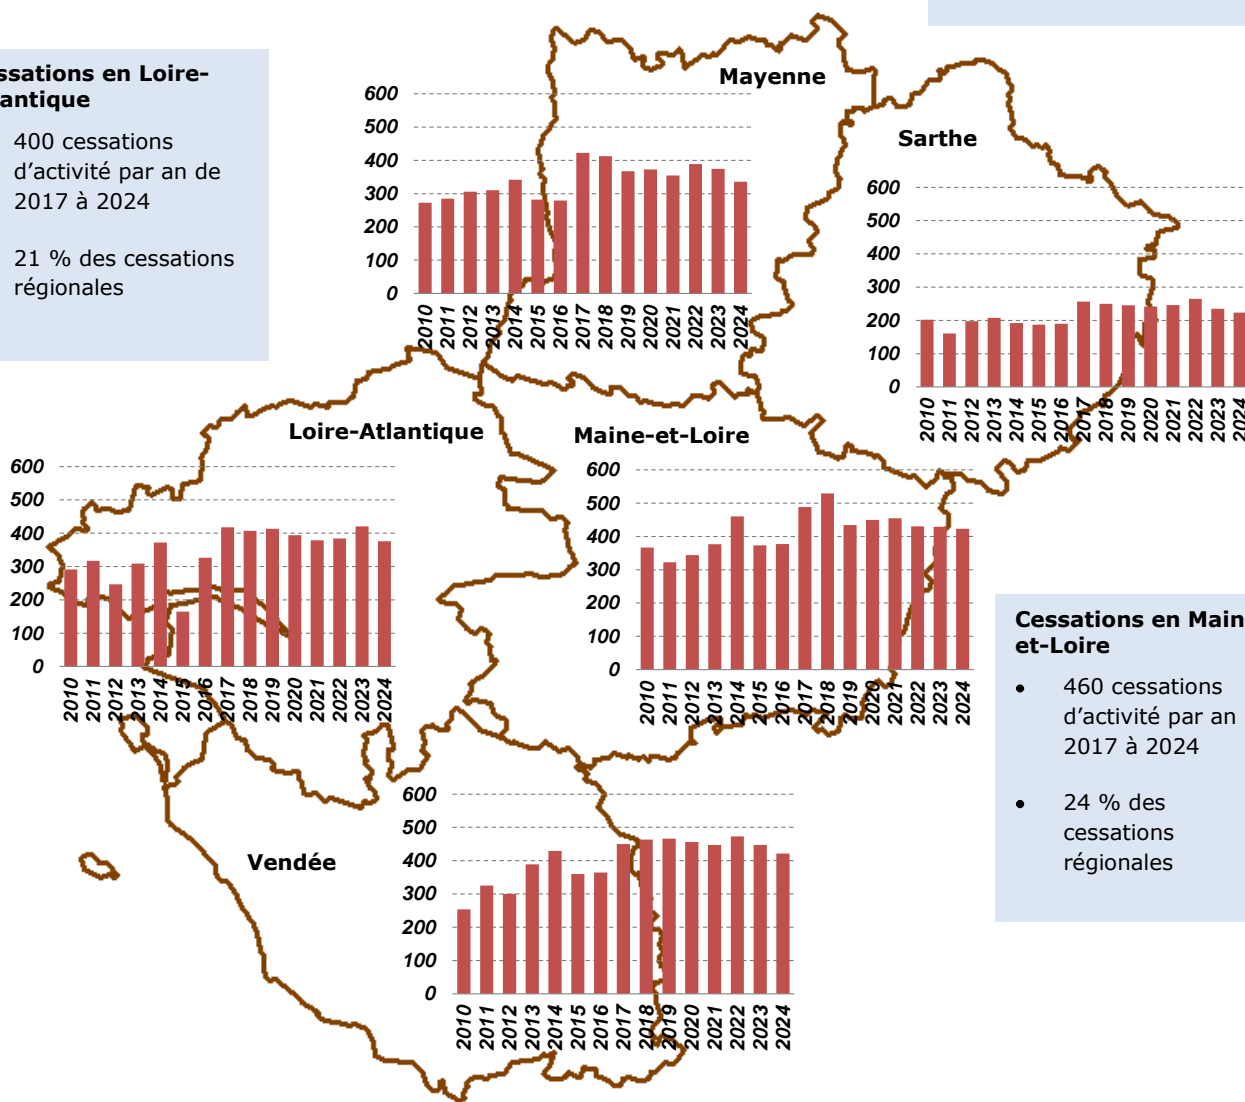 ssations en Loire-
antique
400 cessations
d'activité par an de
2017 à 2024
21 % des cessations
régionales
Mayenne
600
500
400
300
200
100
0
2010 2011 2012 2013 2014 2015 2016 2017 2018 2019 2020 2021 2022 2023 2024
Sarthe
600
500
400
300
200
100
0
2010 2011 2012 2013 2014 2015 2016 2017 2018 2019 2020 2021 2022 2023 2024
Loire-Atlantique
600
500
400
300
200
100
0
2010 2011 2012 2013 2014 2015 2016 2017 2018 2019 2020 2021 2022 2023 2024
Maine-et-Loire
600
500
400
300
200
100
0
2010 2011 2012 2013 2014 2015 2016 2017 2018 2019 2020 2021 2022 2023 2024
Cessations en Main
et-Loire
• 460 cessations
d'activité par an
2017 à 2024
• 24 % des
cessations
régionales
Vendée
600
500
400
300
200
100
0
2010 2011 2012 2013 2014 2015 2016 2017 2018 2019 2020 2021 2022 2023 2024